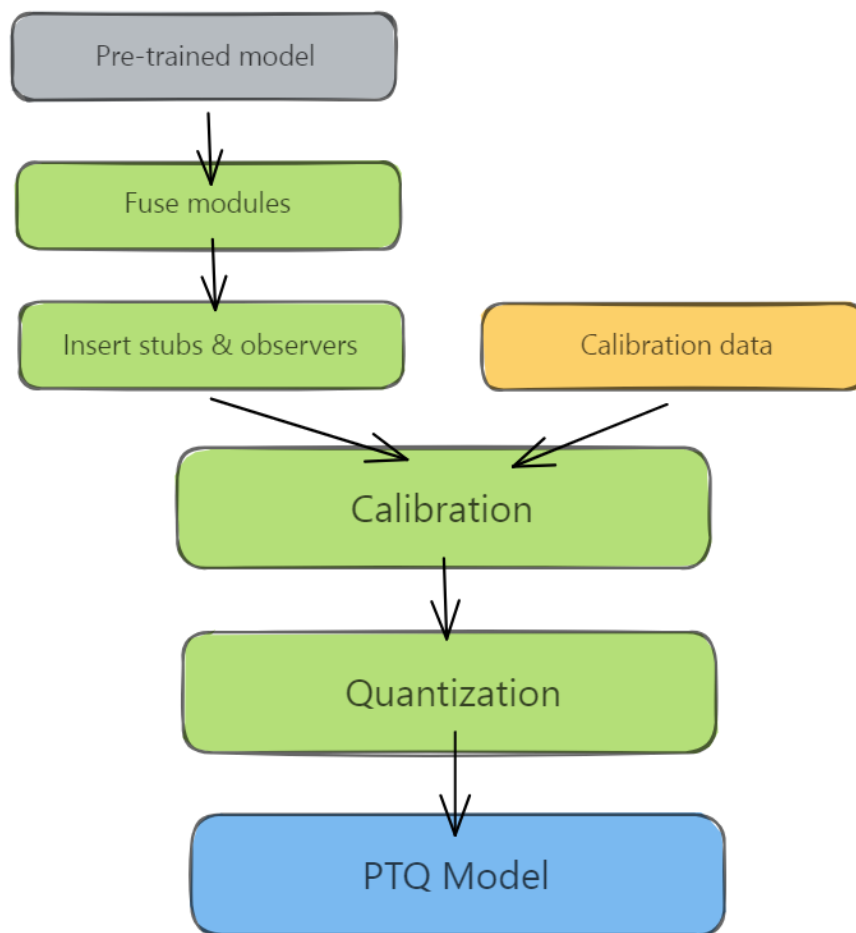 Pre-trained model
Fuse modules
Insert stubs & observers
Calibration data
Calibration
Quantization
PTQ Model